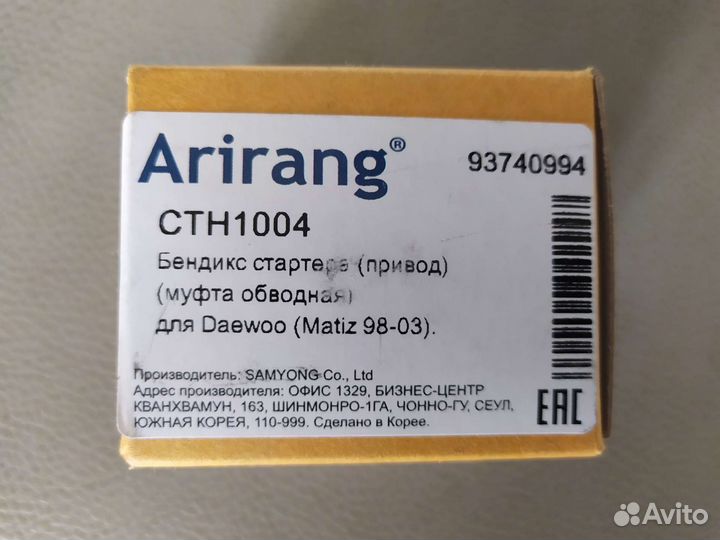 Arirang®
93740994
CTH1004
Бендикс стартера (привод)
(муфта обводная)
для Daewoo (Matiz 98-03).
Производитель: SAMYONG Co., Ltd
Адрес производителя: ОФИС 1329, БИЗНЕС-ЦЕНТР
КВАНХВАМУН, 163, ШИНМОНРО-1ГА, ЧОННО-ГУ, СЕУЛ,
ЮЖНАЯ КОРЕЯ, 110-999. Сделано в Корее.
EAC
Avito